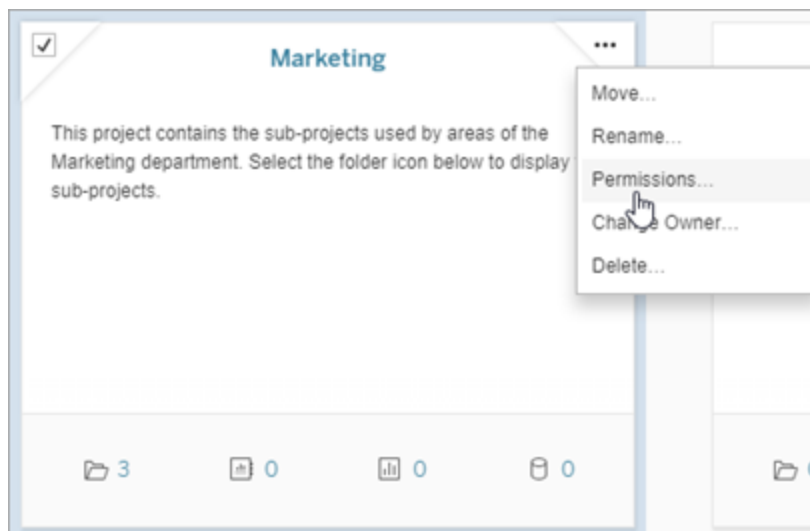 Marketing
Move...
This project contains the sub-projects used by areas of the
Rename...
Marketing department. Select the folder icon below to display
Permissions...
sub-projects.
Change Owner...
Delete...
3
0
0
0